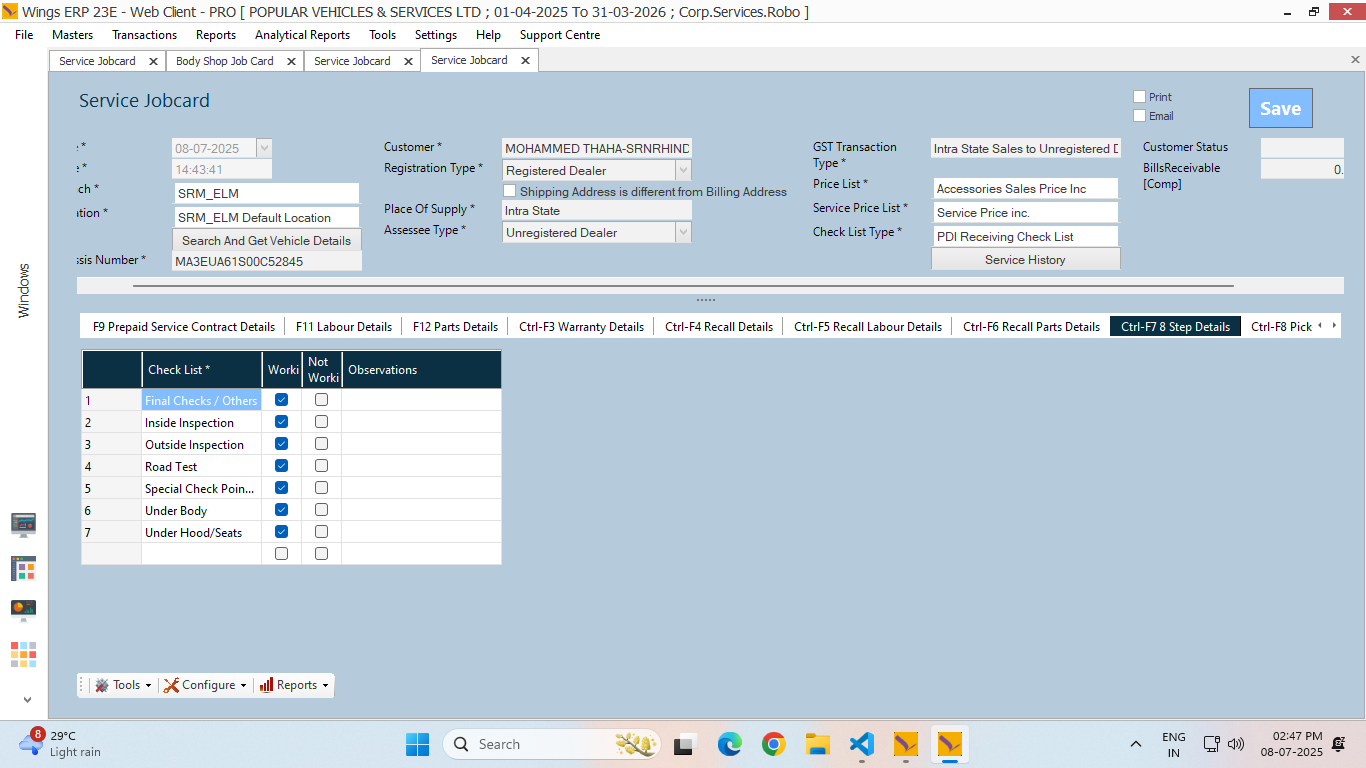 Wings ERP 23E - Web Client - PRO [ POPULAR VEHICLES & SERVICES LTD ; 01-04-2025 To 31-03-2026 ; Corp.Services.Robo ]
File Masters Transactions Reports Analytical Reports Tools Settings Help Support Centre
Service Jobcard Body Shop Job Card Service Jobcard Service Jobcard
Service Jobcard
Print
Email
Save
08-07-2025
14:43:41
SRM_ELM
SRM_ELM Default Location
Search And Get Vehicle Details
ssis Number * MA3EUA61S00C52845
Customer * MOHAMMED THAHA-SRNRHIND
Registration Type * Registered Dealer
Shipping Address is different from Billing Address
Place Of Supply * Intra State
Assessee Type * Unregistered Dealer
GST Transaction Type * Intra State Sales to Unregistered D
Price List * Accessories Sales Price Inc
Service Price List * Service Price inc.
Check List Type * PDI Receiving Check List
Service History
Customer Status
BillsReceivable [Comp] 0.
Windows
F9 Prepaid Service Contract Details F11 Labour Details F12 Parts Details Ctrl-F3 Warranty Details Ctrl-F4 Recall Details Ctrl-F5 Recall Labour Details Ctrl-F6 Recall Parts Details Ctrl-F7 8 Step Details Ctrl-F8 Pick
Check List * Worki Not Worki Observations
1 Final Checks / Others
2 Inside Inspection
3 Outside Inspection
4 Road Test
5 Special Check Poin...
6 Under Body
7 Under Hood/Seats
Tools Configure Reports
8
29°C
Light rain
Search
ENG
IN
02:47 PM
08-07-2025